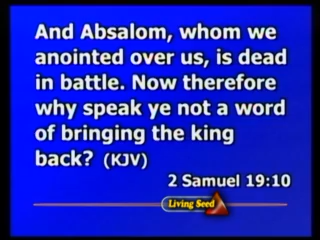 And Absalom, whom we
anointed over us, is dead
in battle. Now therefore
why speak ye not a word
of bringing the king
back? (KJV)
2 Samuel 19:10
Living Seed